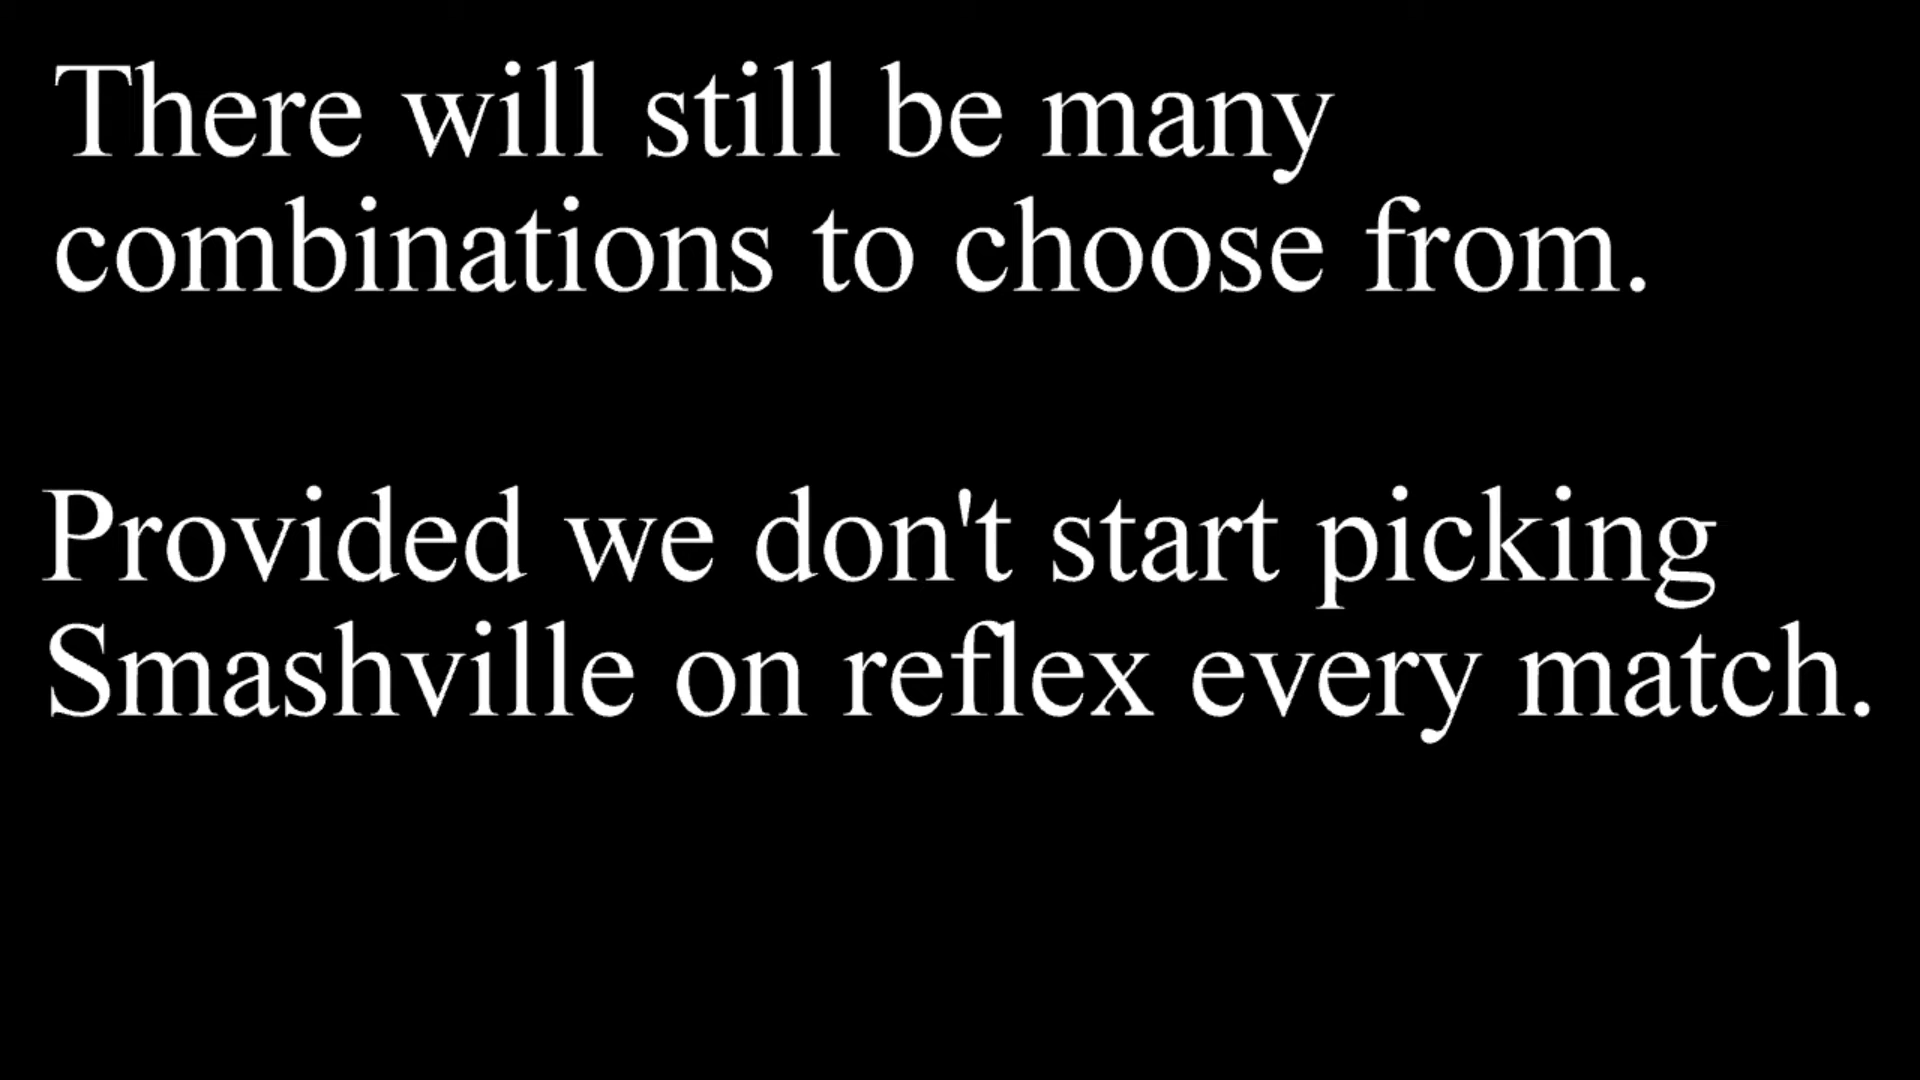 There will still be many
combinations to choose from.
Provided we don't start picking
Smashville on reflex every match.